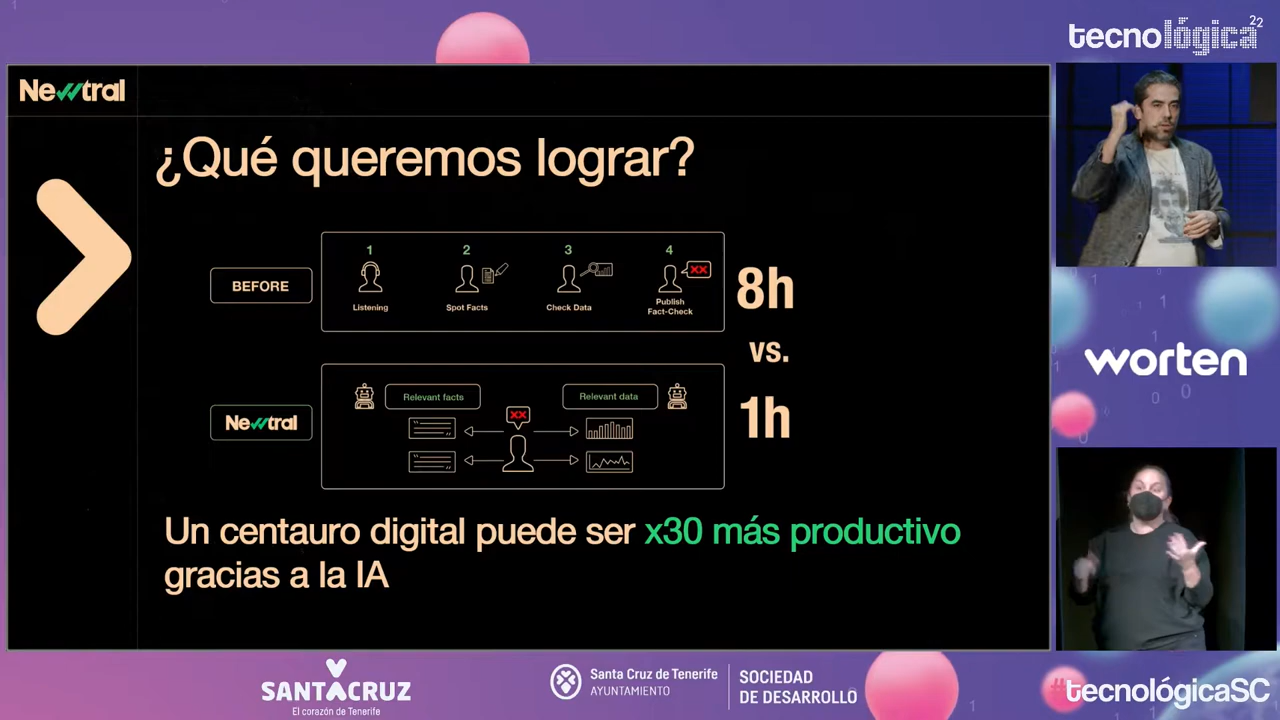 tecnológica22
Newtral
¿Qué queremos lograr?
BEFORE
1
2
3
4
Listening
Spot Facts
Check Data
Publish
Fact-Check
XX
8h
vs.
Newtral
Relevant facts
Relevant data
XX
1h
Un centauro digital puede ser x30 más productivo
gracias a la IA
worten
SANTACRUZ
El corazón de Tenerife
Santa Cruz de Tenerife
AYUNTAMIENTO
SOCIEDAD
DE DESARROLLO
#tecnológicaSC